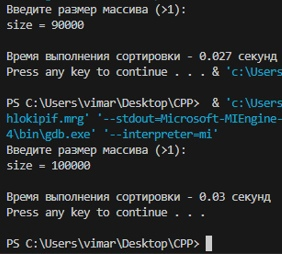 Введите размер массива (>1):
size = 90000
Время выполнения сортировки - 0.027 секунд
Press any key to continue . . . & 'c:\Users
PS C:\Users\vimar\Desktop\CPP>  & 'c:\Users
hlokipif.mrg' '--stdout=Microsoft-MIEngine-
4\bin\gdb.exe' '--interpreter=mi'
Введите размер массива (>1):
size = 100000
Время выполнения сортировки - 0.03 секунд
Press any key to continue . . .
PS C:\Users\vimar\Desktop\CPP>